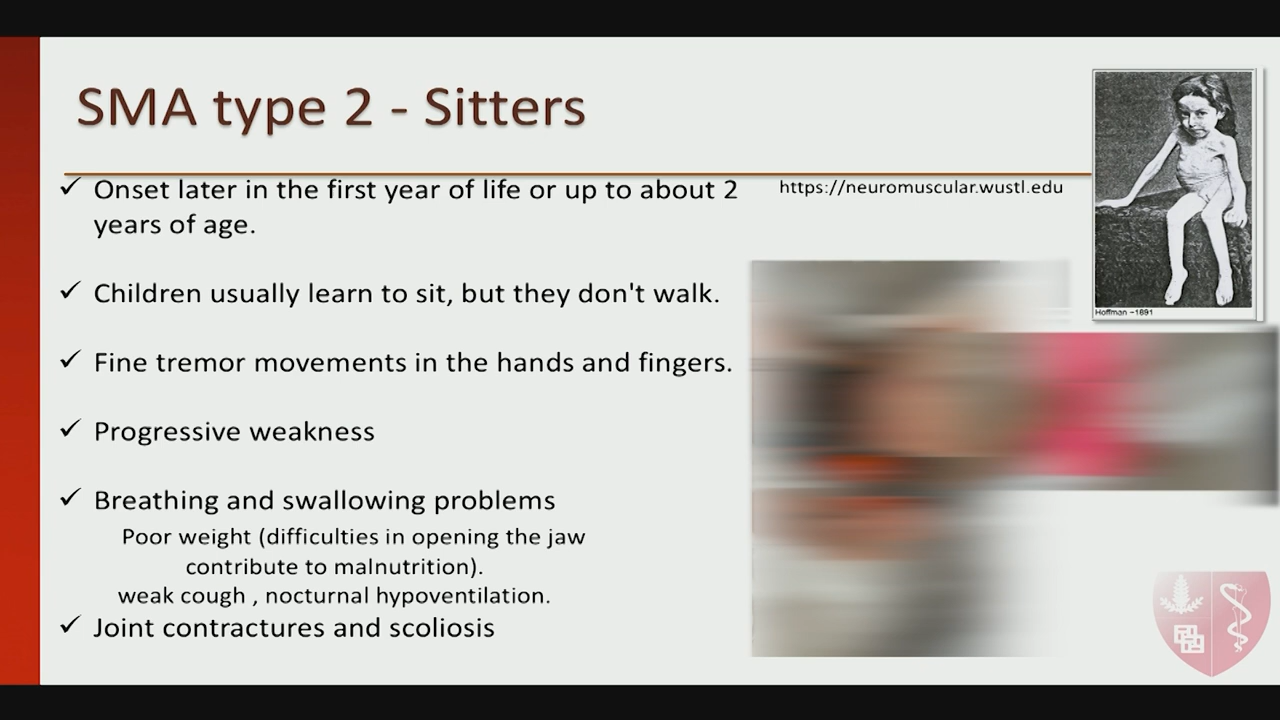 SMA type 2 - Sitters
✓ Onset later in the first year of life or up to about 2
years of age.
https://neuromuscular.wustl.edu
Hoffman ~1891
✓ Children usually learn to sit, but they don't walk.
✓ Fine tremor movements in the hands and fingers.
✓ Progressive weakness
✓ Breathing and swallowing problems
Poor weight (difficulties in opening the jaw
contribute to malnutrition).
weak cough , nocturnal hypoventilation.
✓ Joint contractures and scoliosis